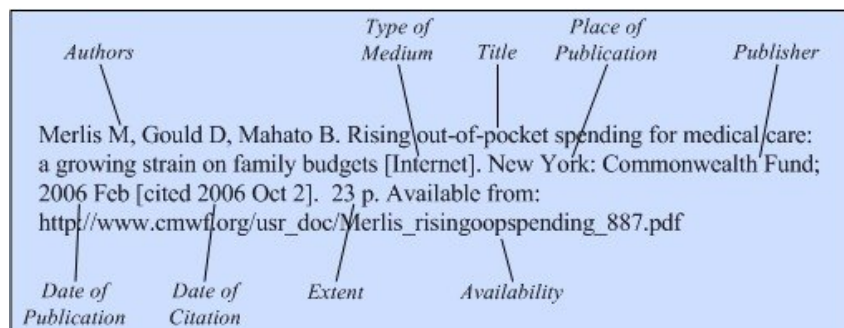 Type of
Place of
Authors
Medium
Title
Publication
Publisher
Merlis M, Gould D, Mahato B. Rising out-of-pocket spending for medical care:
a growing strain on family budgets [Internet]. New York: Commonwealth Fund;
2006 Feb [cited 2006 Oct 2].  23 p. Available from:
http://www.cmwf.org/usr_doc/Merlis_risingoopspending_887.pdf
Date of
Publication
Date of
Citation
Extent
Availability